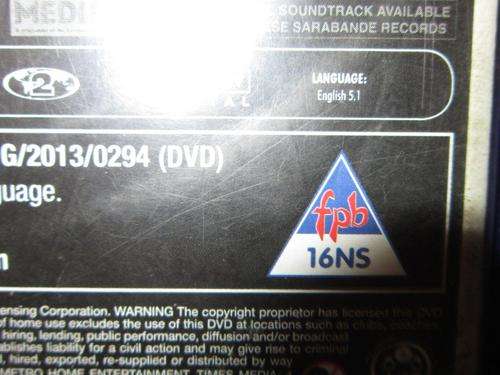 MEDI
SOUNDTRACK AVAILABLE
SE SARABANDE RECORDS
2
LANGUAGE:
English 5.1
G/2013/0294 (DVD)
guage.
fpb
16NS
n
ensing Corporation. WARNING The copyright proprietor has licensed this DVD
of home use excludes the use of this DVD at locations such as clubs, coaches,
hiring, lending, public performance, diffusion and/or broadcast
liability for a civil action and may give rise to criminal
d, hired, exported, re-supplied or distributed by way
METRO HOME ENTERTAINMENT, TIMES MEDIA